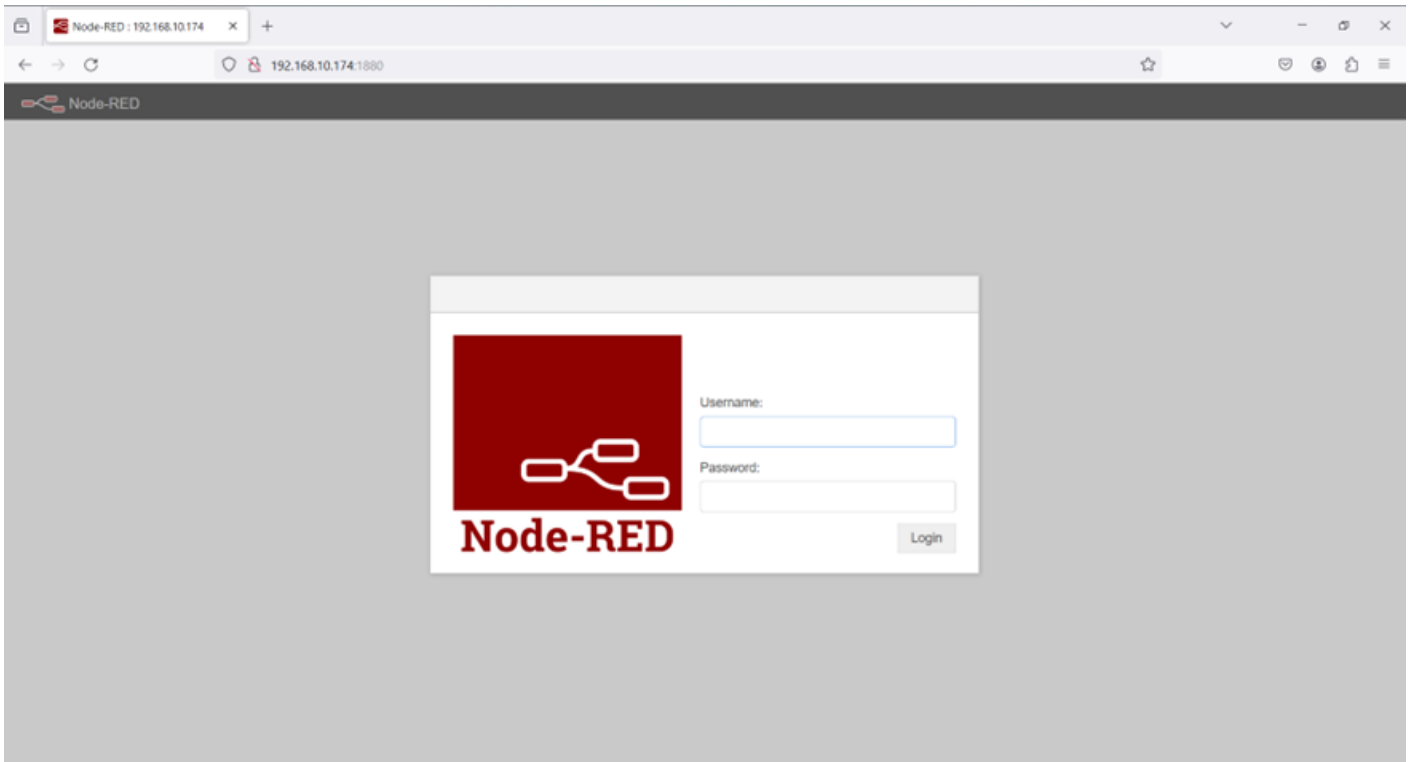 Node-RED : 192.168.10.174
192.168.10.174:1880
Node-RED
Username:
Password:
Node-RED
Login